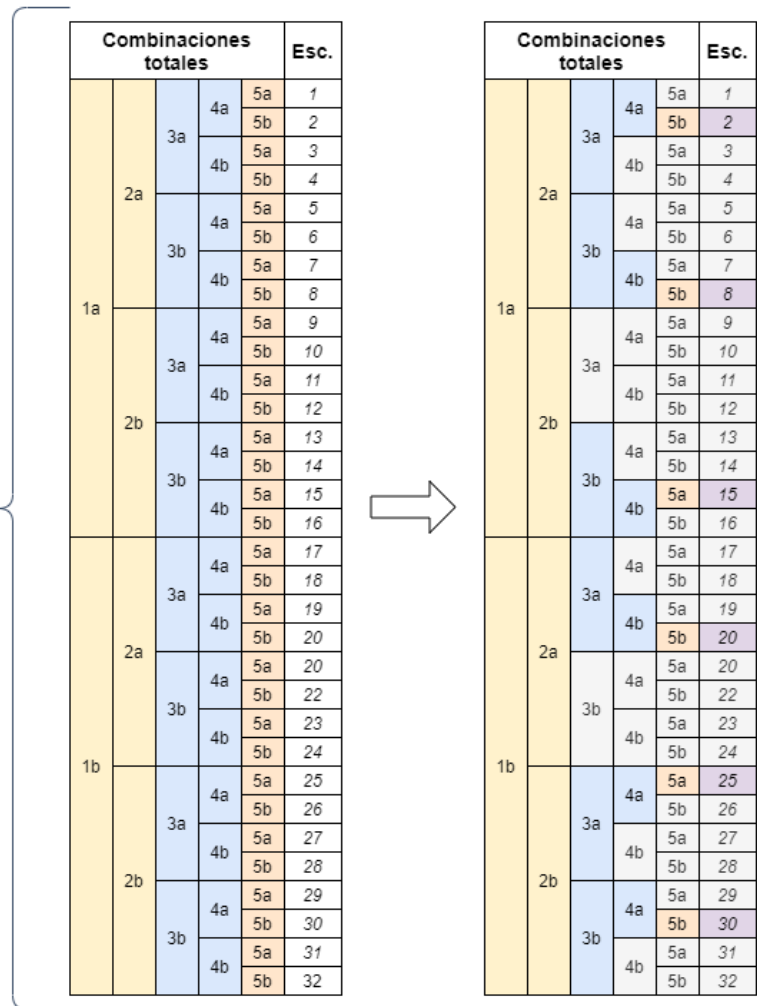 Combinaciones totales Esc.
1a 2a 3a 4a 5a 1
5b 2
4b 5a 3
5b 4
3b 4a 5a 5
5b 6
4b 5a 7
5b 8
2b 3a 4a 5a 9
5b 10
4b 5a 11
5b 12
3b 4a 5a 13
5b 14
4b 5a 15
5b 16
1b 2a 3a 4a 5a 17
5b 18
4b 5a 19
5b 20
3b 4a 5a 20
5b 22
4b 5a 23
5b 24
2b 3a 4a 5a 25
5b 26
4b 5a 27
5b 28
3b 4a 5a 29
5b 30
4b 5a 31
5b 32
Combinaciones totales Esc.
1a 2a 3a 4a 5a 1
5b 2
4b 5a 3
5b 4
3b 4a 5a 5
5b 6
4b 5a 7
5b 8
2b 3a 4a 5a 9
5b 10
4b 5a 11
5b 12
3b 4a 5a 13
5b 14
4b 5a 15
5b 16
1b 2a 3a 4a 5a 17
5b 18
4b 5a 19
5b 20
3b 4a 5a 20
5b 22
4b 5a 23
5b 24
2b 3a 4a 5a 25
5b 26
4b 5a 27
5b 28
3b 4a 5a 29
5b 30
4b 5a 31
5b 32